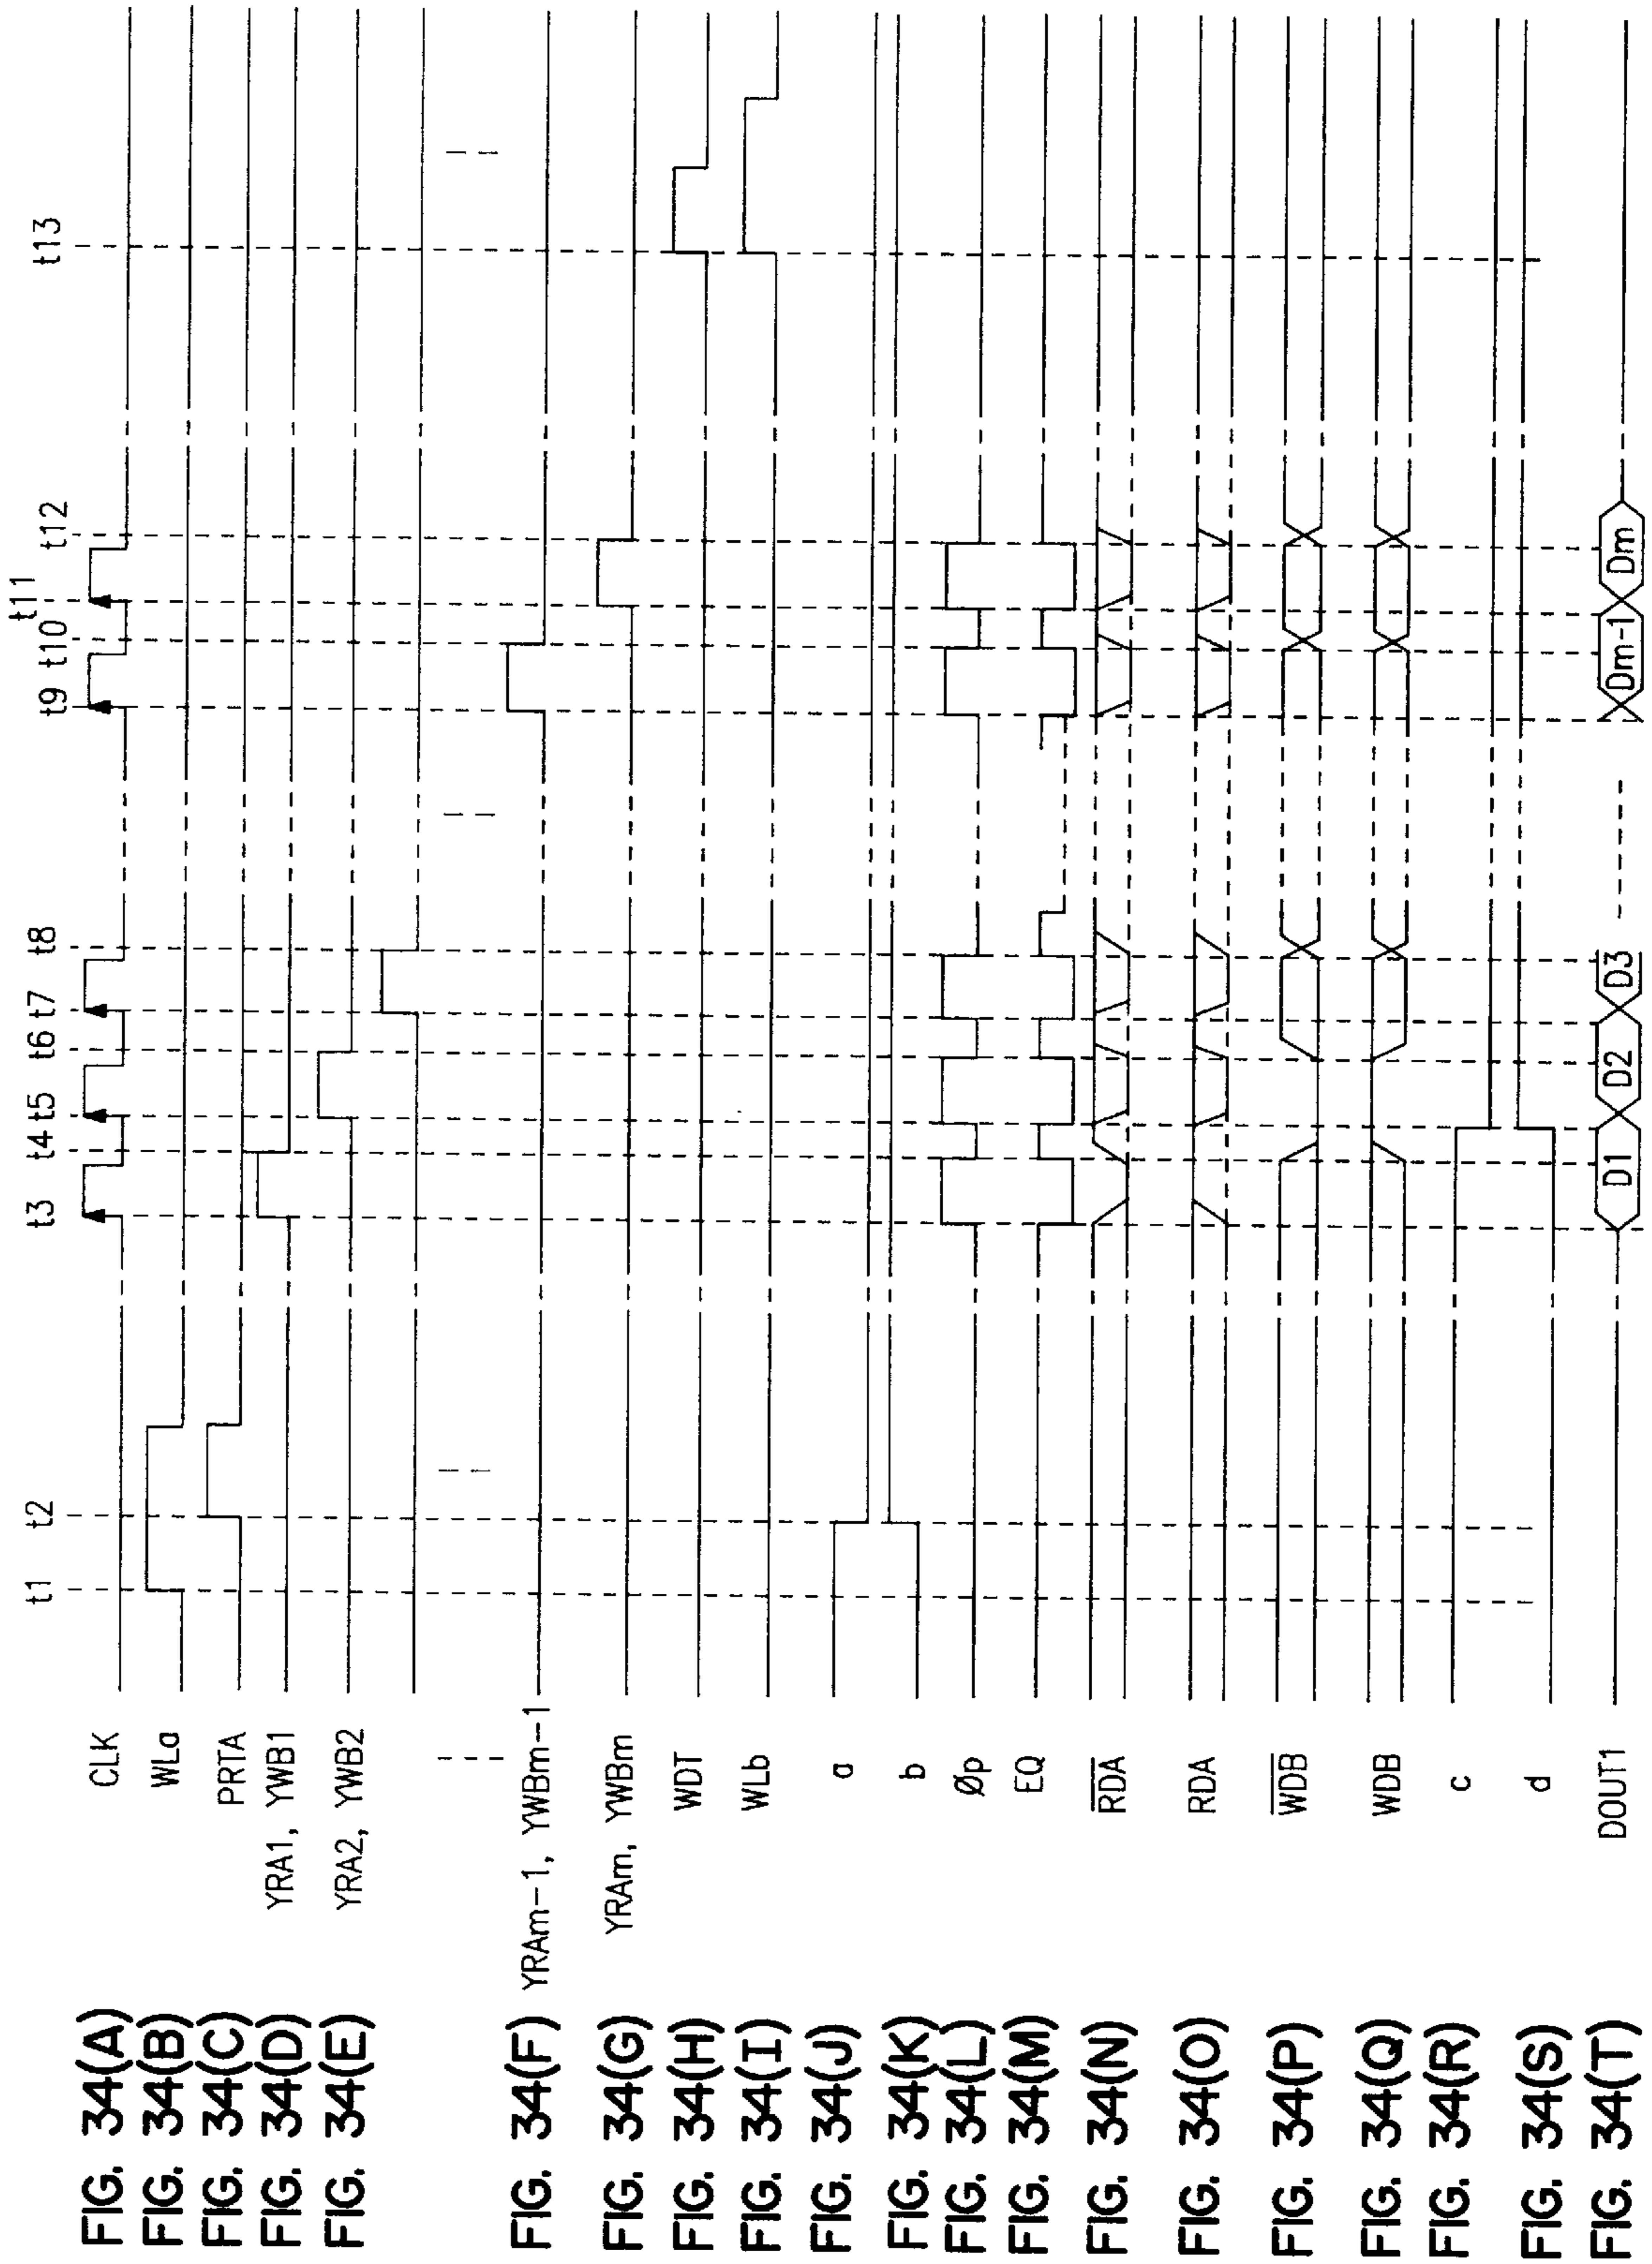 t1 t2 t3 t4 t5 t6 t7 t8 t9 t10 t11 t12 t13
FIG. 34(A) CLK
FIG. 34(B) WLa
FIG. 34(C) PRTA
FIG. 34(D) YRA1, YWB1
FIG. 34(E) YRA2, YWB2
FIG. 34(F) YRAm-1, YWBm-1
FIG. 34(G) YRAm, YWBm
FIG. 34(H) WDT
FIG. 34(I) WLb
FIG. 34(J) a
FIG. 34(K) b
FIG. 34(L) Øp
FIG. 34(M) EQ
FIG. 34(N) R̅D̅A̅
FIG. 34(O) RDA
FIG. 34(P) W̅D̅B̅
FIG. 34(Q) WDB
FIG. 34(R) c
FIG. 34(S) d
FIG. 34(T) DOUT1 D1 D2 D3 Dm-1 Dm